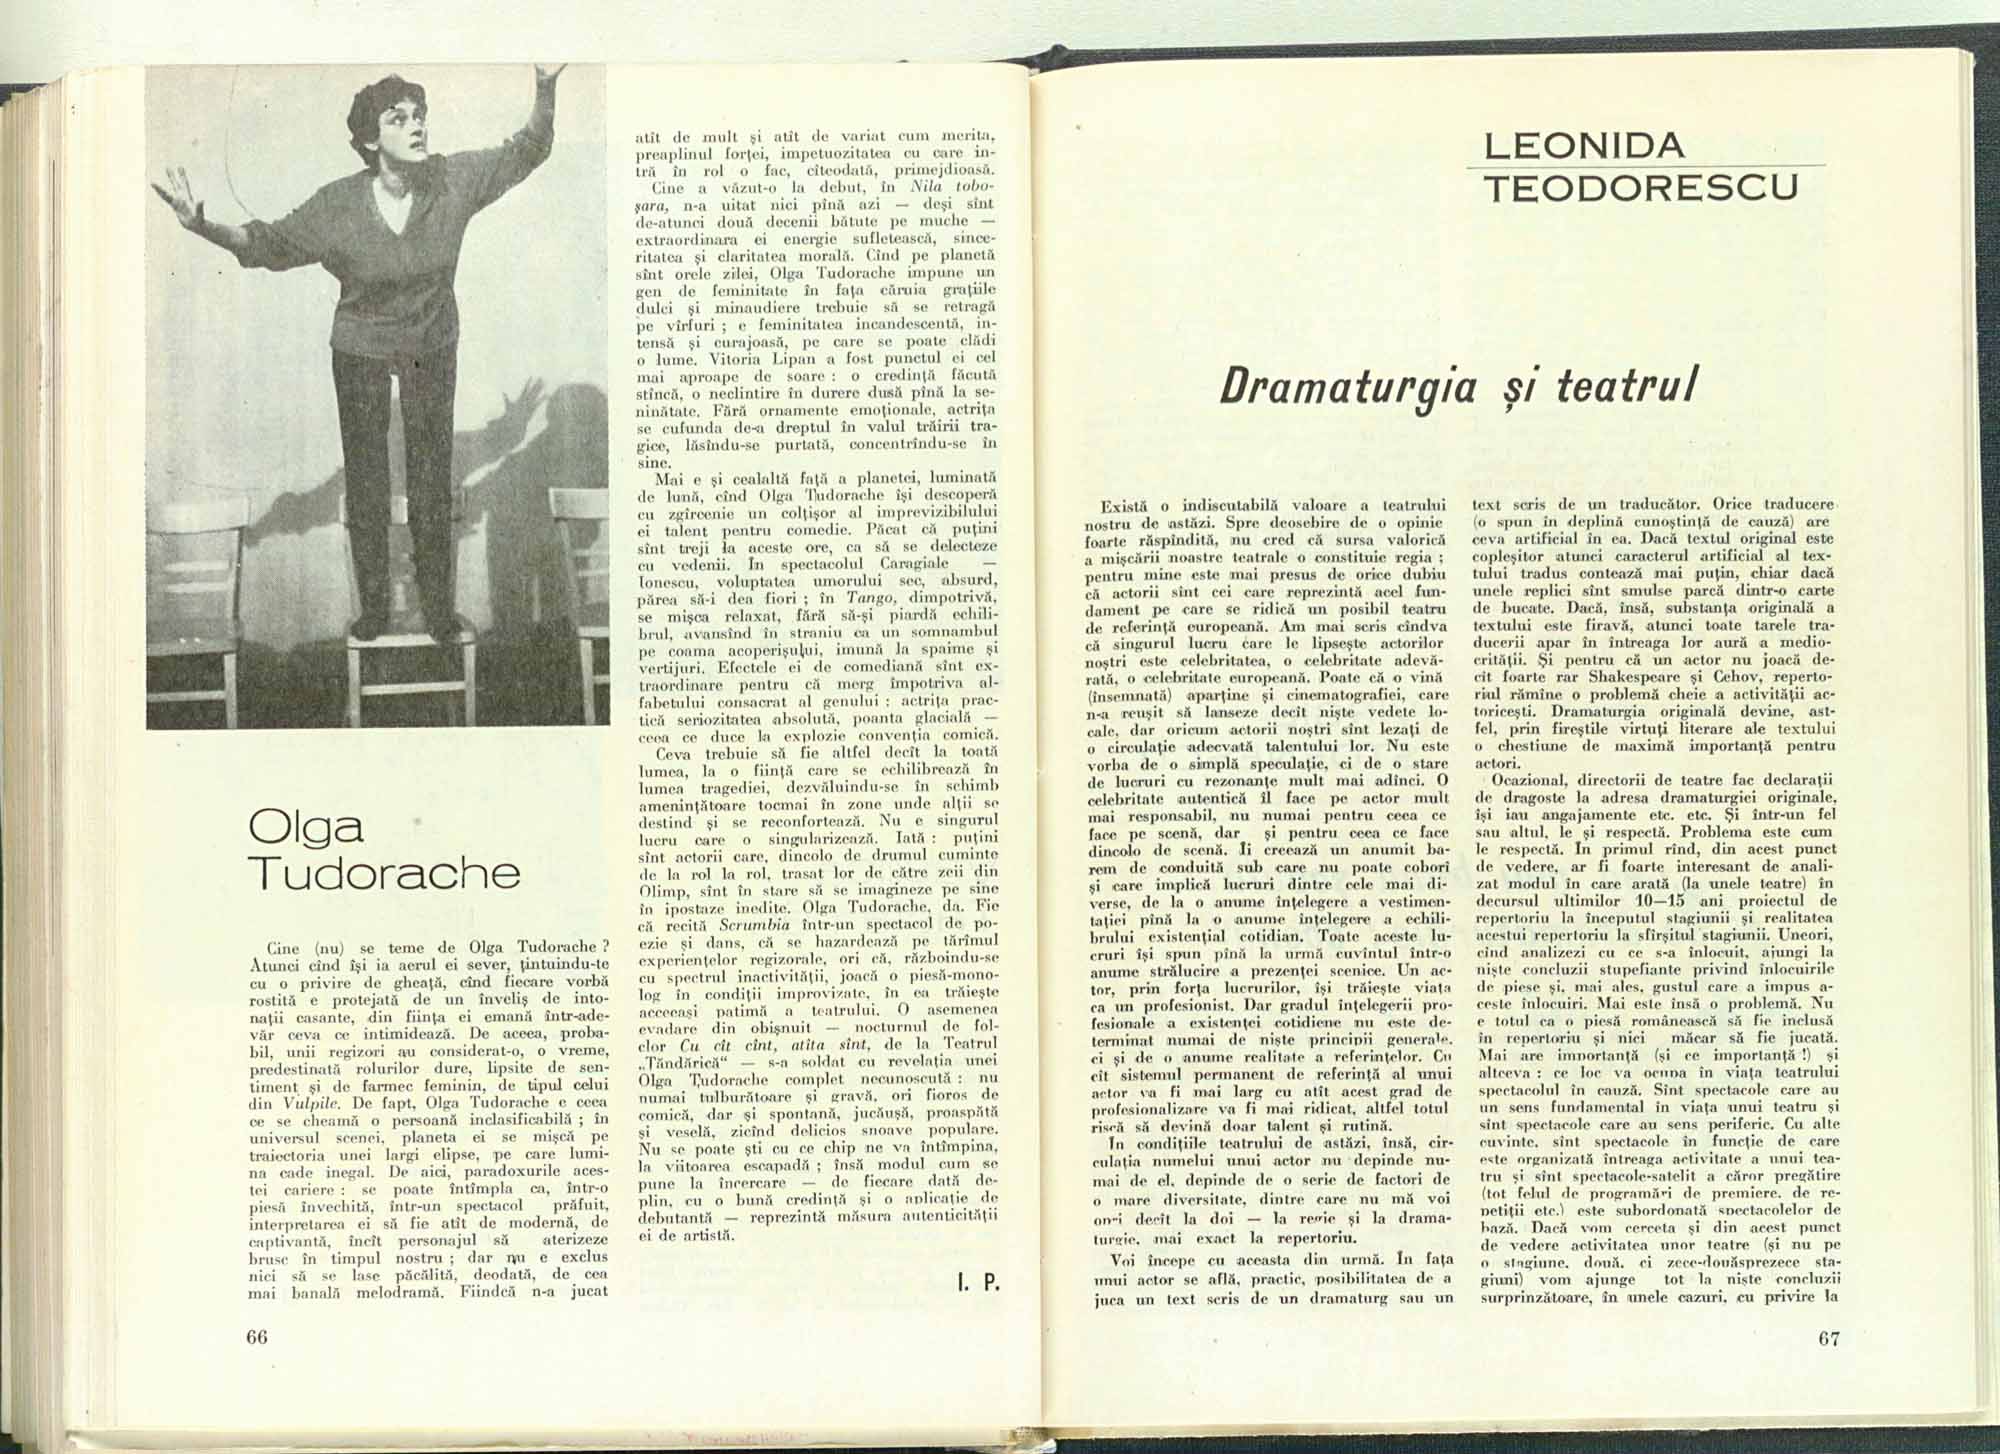 Olga
Tudorache
Cine (nu) se teme de Olga Tudorache ?
Atunci cînd își ia aerul ei sever, țintuindu-te
cu o privire de gheață, cînd fiecare vorbă
rostită e protejată de un înveliș de into-
nații casante, din ființa ei emană într-ade-
văr ceva ce intimidează. De aceea, proba-
bil, unii regizori au considerat-o, o vreme,
predestinată rolurilor dure, lipsite de sen-
timent și de farmec feminin, de tipul celui
din Vulpile. De fapt, Olga Tudorache e ceea
ce se cheamă o persoană inclasificabilă ; în
universul scenei, planeta ei se mișcă pe
traiectoria unei largi elipse, pe care lumi-
na cade inegal. De aici, paradoxurile aces-
tei cariere : se poate întîmpla ca, într-o
piesă învechită, într-un spectacol prăfuit,
interpretarea ei să fie atît de modernă, de
captivantă, încît personajul să aterizeze
brusc în timpul nostru ; dar nu e exclus
nici să se lase păcălită, deodată, de cea
mai banală melodramă. Fiindcă n-a jucat
66
atît de mult și atît de variat cum merita,
preaplinul forței, impetuozitatea cu care in-
tră în rol o fac, cîteodată, primejdioasă.
Cine a văzut-o la debut, în Nila tobo-
șara, n-a uitat nici pînă azi — deși sînt
de-atunci două decenii bătute pe muche —
extraordinara ei energie sufletească, since-
ritatea și claritatea morală. Cînd pe planetă
sînt orele zilei, Olga Tudorache impune un
gen de feminitate în fața căruia grațiile
dulci și minaudiere trebuie să se retragă
pe vîrfuri ; e feminitatea incandescentă, in-
tensă și curajoasă, pe care se poate clădi
o lume. Vitoria Lipan a fost punctul ei cel
mai aproape de soare : o credință făcută
stîncă, o neclintire în durere dusă pînă la se-
ninătate. Fără ornamente emoționale, actrița
se cufunda de-a dreptul în valul trăirii tra-
gice, lăsîndu-se purtată, concentrîndu-se în
sine.
Mai e și cealaltă față a planetei, luminată
de lună, cînd Olga Tudorache își descoperă
cu zgîrcenie un colțișor al imprevizibilului
ei talent pentru comedie. Păcat că puțini
sînt treji la aceste ore, ca să se delecteze
cu vedenii. În spectacolul Caragiale —
Ionescu, voluptatea umorului sec, absurd,
părea să-i dea fiori ; în Tango, dimpotrivă,
se mișca relaxat, fără să-și piardă echili-
brul, avansînd în straniu ca un somnambul
pe coama acoperișului, imună la spaime și
vertijuri. Efectele ei de comediană sînt ex-
traordinare pentru că merg împotriva al-
fabetului consacrat al genului : actrița prac-
tică seriozitatea absolută, poanta glacială —
ceea ce duce la explozie convenția comică.
Ceva trebuie să fie altfel decît la toată
lumea, la o ființă care se echilibrează în
lumea tragediei, dezvăluindu-se în schimb
amenințătoare tocmai în zone unde alții se
destind și se reconfortează. Nu e singurul
lucru care o singularizează. Iată : puțini
sînt actorii care, dincolo de drumul cuminte
de la rol la rol, trasat lor de către zeii din
Olimp, sînt în stare să se imagineze pe sine
în ipostaze inedite. Olga Tudorache, da. Fie
că recită Scrumbia într-un spectacol de po-
ezie și dans, că se hazardează pe tărîmul
experiențelor regizorale, ori că, războindu-se
cu spectrul inactivității, joacă o piesă-mono-
log în condiții improvizate, în ea trăiește
aceeași patimă a teatrului. O asemenea
evadare din obișnuit — nocturnul de fol-
clor Cu cît cînt, atîta sînt, de la Teatrul
„Țăndărică“ — s-a soldat cu revelația unei
Olga Tudorache complet necunoscută : nu
numai tulburătoare și gravă, ori fioros de
comică, dar și spontană, jucăușă, proaspătă
și veselă, zicînd delicios snoave populare.
Nu se poate ști cu ce chip ne va întîmpina,
la viitoarea escapadă ; însă modul cum se
pune la încercare — de fiecare dată de-
plin, cu o bună credință și o aplicație de
debutantă — reprezintă măsura autenticității
ei de artistă.
I. P.
LEONIDA
TEODORESCU
Dramaturgia și teatrul
Există o indiscutabilă valoare a teatrului
nostru de astăzi. Spre deosebire de o opinie
foarte răspîndită, nu cred că sursa valorică
a mișcării noastre teatrale o constituie regia ;
pentru mine este mai presus de orice dubiu
că actorii sînt cei care reprezintă acel fun-
dament pe care se ridică un posibil teatru
de referință europeană. Am mai scris cîndva
că singurul lucru care le lipsește actorilor
noștri este celebritatea, o celebritate adevă-
rată, o celebritate europeană. Poate că o vină
(însemnată) aparține și cinematografiei, care
n-a reușit să lanseze decît niște vedete lo-
cale, dar oricum actorii noștri sînt lezați de
o circulație adecvată talentului lor. Nu este
vorba de o simplă speculație, ci de o stare
de lucruri cu rezonanțe mult mai adînci. O
celebritate autentică îl face pe actor mult
mai responsabil, nu numai pentru ceea ce
face pe scenă, dar și pentru ceea ce face
dincolo de scenă. Îi creează un anumit ba-
rem de conduită sub care nu poate coborî
și care implică lucruri dintre cele mai di-
verse, de la o anume înțelegere a vestimen-
tației pînă la o anume înțelegere a echili-
brului existențial cotidian. Toate aceste lu-
cruri își spun pînă la urmă cuvîntul într-o
anume strălucire a prezenței scenice. Un ac-
tor, prin forța lucrurilor, își trăiește viața
ca un profesionist. Dar gradul înțelegerii pro-
fesionale a existenței cotidiene nu este de-
terminat numai de niște principii generale,
ci și de o anume realitate a referințelor. Cu
cît sistemul permanent de referință al unui
actor va fi mai larg cu atît acest grad de
profesionalizare va fi mai ridicat, altfel totul
riscă să devină doar talent și rutină.
În condițiile teatrului de astăzi, însă, cir-
culația numelui unui actor nu depinde nu-
mai de el, depinde de o serie de factori de
o mare diversitate, dintre care nu mă voi
opri decît la doi — la regie și la drama-
turgie, mai exact la repertoriu.
Voi începe cu aceasta din urmă. În fața
unui actor se află, practic, posibilitatea de a
juca un text scris de un dramaturg sau un
text scris de un traducător. Orice traducere
(o spun în deplină cunoștință de cauză) are
ceva artificial în ea. Dacă textul original este
copleșitor atunci caracterul artificial al tex-
tului tradus contează mai puțin, chiar dacă
unele replici sînt smulse parcă dintr-o carte
de bucate. Dacă, însă, substanța originală a
textului este firavă, atunci toate tarele tra-
ducerii apar în întreaga lor aură a medio-
crității. Și pentru că un actor nu joacă de-
cît foarte rar Shakespeare și Cehov, reperto-
riul rămîne o problemă cheie a activității ac-
toricești. Dramaturgia originală devine, ast-
fel, prin fireștile virtuți literare ale textului
o chestiune de maximă importanță pentru
actori.
Ocazional, directorii de teatre fac declarații
de dragoste la adresa dramaturgiei originale,
își iau angajamente etc. etc. Și într-un fel
sau altul, le și respectă. Problema este cum
le respectă. În primul rînd, din acest punct
de vedere, ar fi foarte interesant de anali-
zat modul în care arată (la unele teatre) în
decursul ultimilor 10—15 ani proiectul de
repertoriu la începutul stagiunii și realitatea
acestui repertoriu la sfîrșitul stagiunii. Uneori,
cînd analizezi cu ce s-a înlocuit, ajungi la
niște concluzii stupefiante privind înlocuirile
de piese și, mai ales, gustul care a impus a-
ceste înlocuiri. Mai este însă o problemă. Nu
e totul ca o piesă românească să fie inclusă
în repertoriu și nici măcar să fie jucată.
Mai are importanță (și ce importanță !) și
altceva : ce loc va ocupa în viața teatrului
spectacolul în cauză. Sînt spectacole care au
un sens fundamental în viața unui teatru și
sînt spectacole care au sens periferic. Cu alte
cuvinte, sînt spectacole în funcție de care
este organizată întreaga activitate a unui tea-
tru și sînt spectacole-satelit a căror pregătire
(tot felul de programări de premiere, de re-
petiții etc.) este subordonată spectacolelor de
bază. Dacă vom cerceta și din acest punct
de vedere activitatea unor teatre (și nu pe
o stagiune, două, ci zece-douăsprezece sta-
giuni) vom ajunge tot la niște concluzii
surprinzătoare, în unele cazuri, cu privire la
67